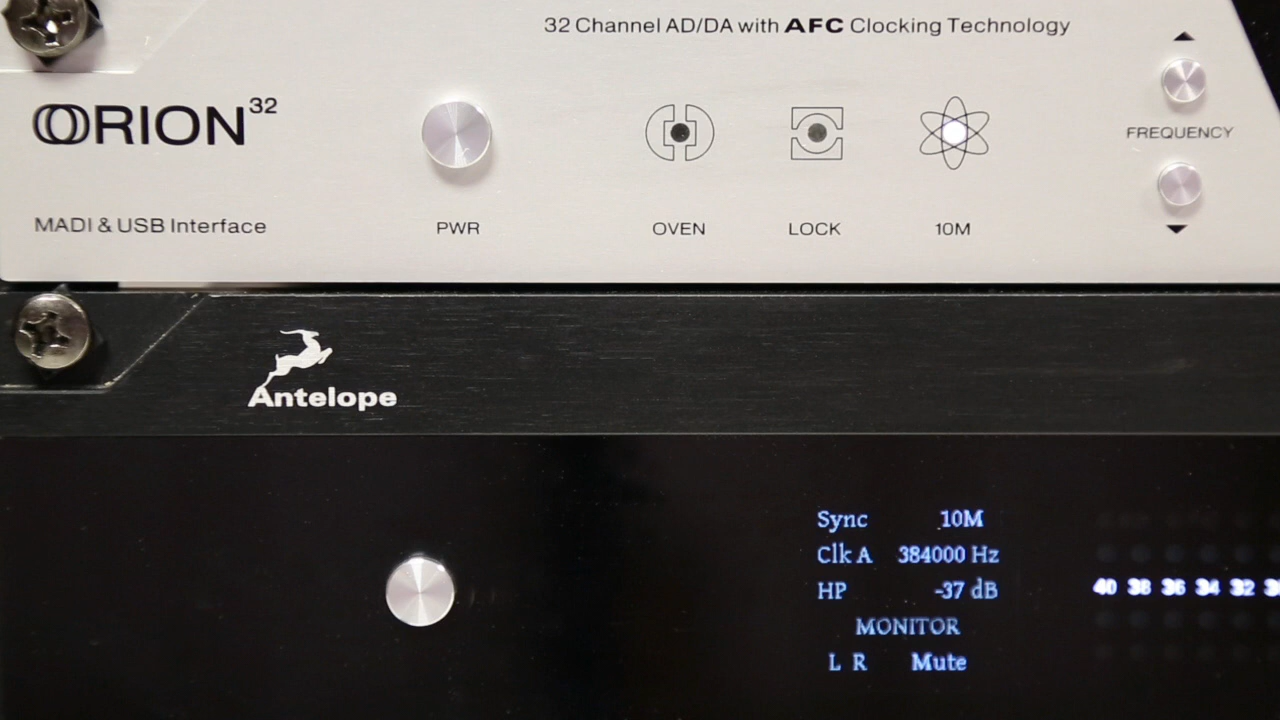 32 Channel AD/DA with AFC Clocking Technology
ORION32
FREQUENCY
MADI & USB Interface
PWR
OVEN
LOCK
10M
Antelope
Sync 10M
Clk A 384000 Hz
HP -37 dB
MONITOR
L R Mute
40 38 36 34 32